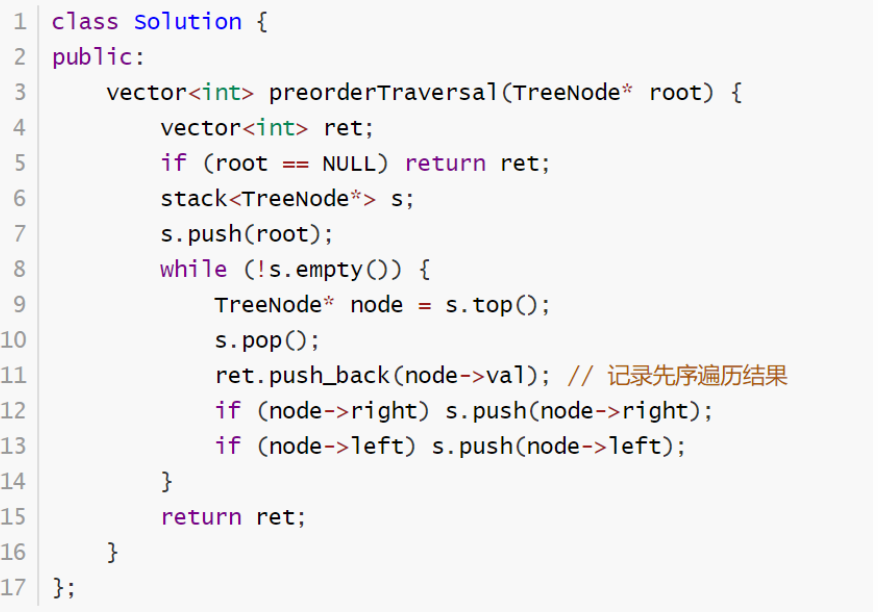 1 class Solution {
2 public:
3     vector<int> preorderTraversal(TreeNode* root) {
4         vector<int> ret;
5         if (root == NULL) return ret;
6         stack<TreeNode*> s;
7         s.push(root);
8         while (!s.empty()) {
9             TreeNode* node = s.top();
10             s.pop();
11             ret.push_back(node->val); // 记录先序遍历结果
12             if (node->right) s.push(node->right);
13             if (node->left) s.push(node->left);
14         }
15         return ret;
16     }
17 };